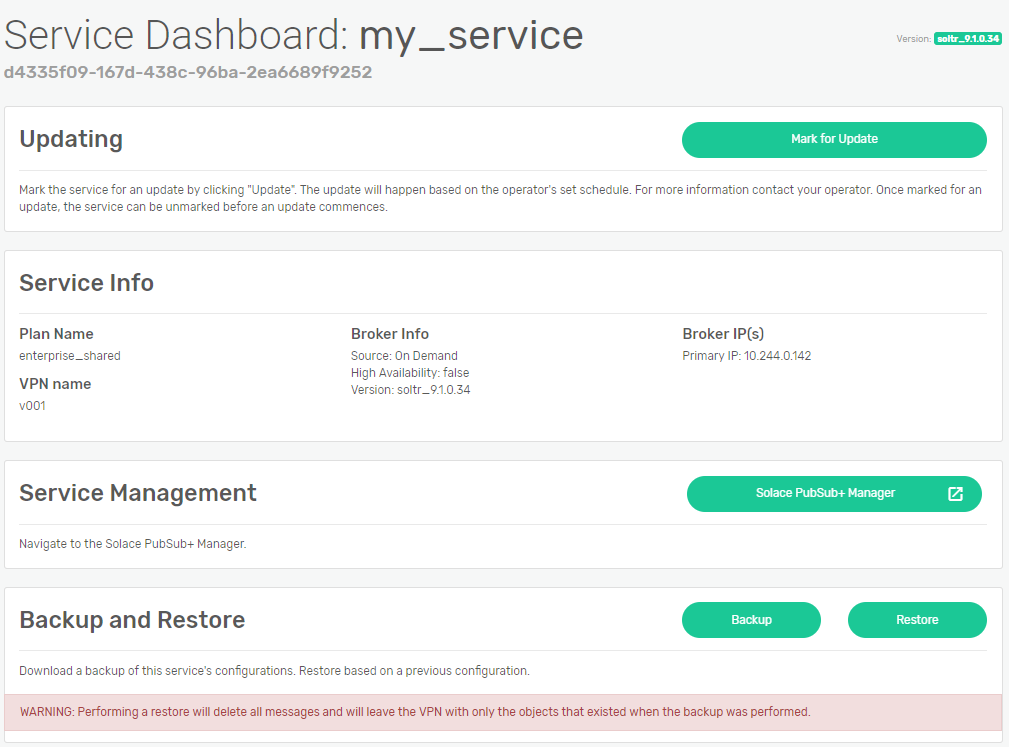 Service Dashboard: my_service
Version: soltr_9.1.0.34
d4335f09-167d-438c-96ba-2ea6689f9252
Updating
Mark for Update
Mark the service for an update by clicking "Update". The update will happen based on the operator's set schedule. For more information contact your operator. Once marked for an
update, the service can be unmarked before an update commences.
Service Info
Plan Name
enterprise_shared
VPN name
v001
Broker Info
Source: On Demand
High Availability: false
Version: soltr_9.1.0.34
Broker IP(s)
Primary IP: 10.244.0.142
Service Management
Solace PubSub+ Manager
Navigate to the Solace PubSub+ Manager.
Backup and Restore
Backup
Restore
Download a backup of this service's configurations. Restore based on a previous configuration.
WARNING: Performing a restore will delete all messages and will leave the VPN with only the objects that existed when the backup was performed.